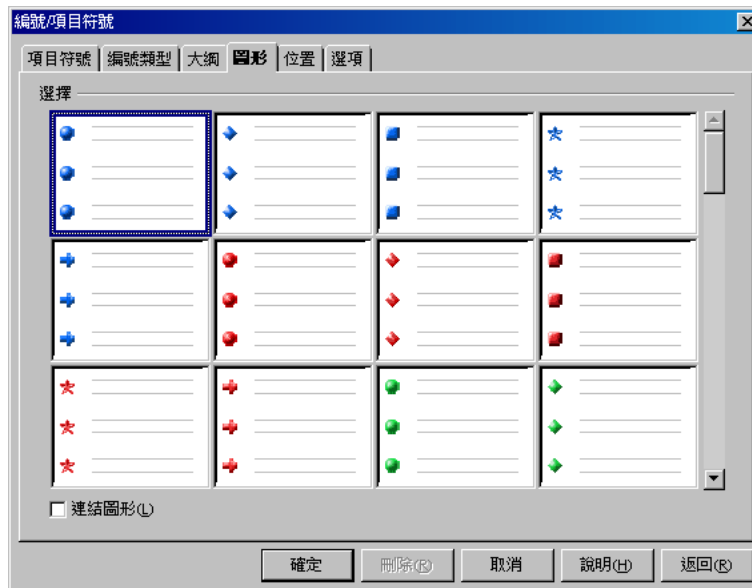 編號/項目符號
項目符號 編號類型 大綱 圖形 位置 選項
選擇
連結圖形(L)
確定 刪除(R) 取消 說明(H) 返回(R)